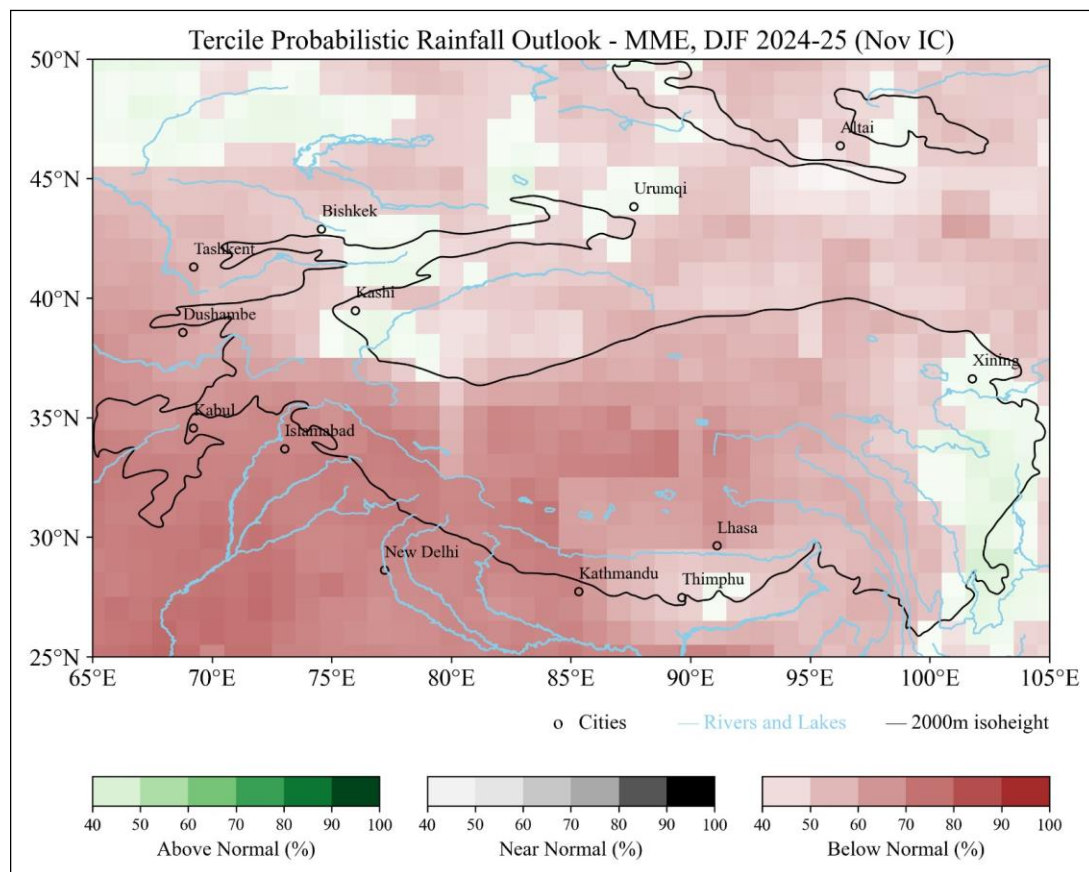 Tercile Probabilistic Rainfall Outlook - MME, DJF 2024-25 (Nov IC)
50°N
Altai
45°N
Urumqi
Bishkek
Tashkent
40°N
Kashi
Dushambe
Xining
35°N
Kabul
Islamabad
30°N
Lhasa
New Delhi
Kathmandu
Thimphu
25°N
65°E 70°E 75°E 80°E 85°E 90°E 95°E 100°E 105°E
Cities Rivers and Lakes 2000m isoheight
40 50 60 70 80 90 100
Above Normal (%)
40 50 60 70 80 90 100
Near Normal (%)
40 50 60 70 80 90 100
Below Normal (%)